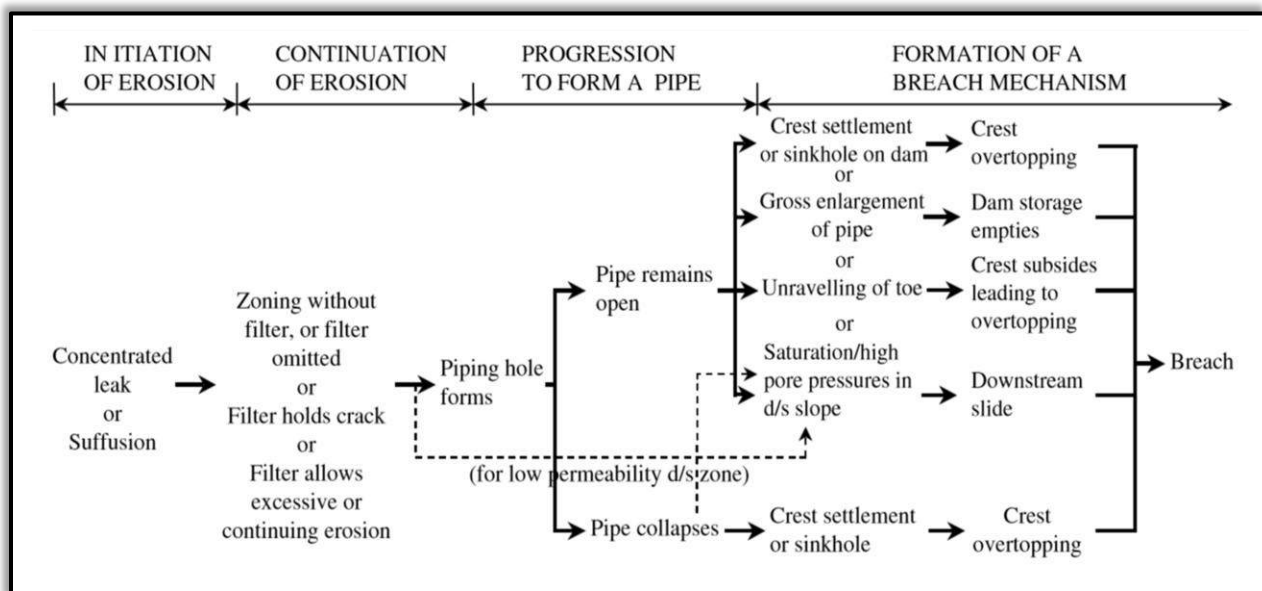 IN ITIATION
OF EROSION
CONTINUATION
OF EROSION
PROGRESSION
TO FORM A PIPE
FORMATION OF A
BREACH MECHANISM
Concentrated
leak
or
Suffusion
Zoning without
filter, or filter
omitted
or
Filter holds crack
or
Filter allows
excessive or
continuing erosion
Piping hole
forms
(for low permeability d/s zone)
Pipe remains
open
Pipe collapses
Crest settlement
or sinkhole on dam
or
Gross enlargement
of pipe
or
Unravelling of toe
or
Saturation/high
pore pressures in
d/s slope
Crest settlement
or sinkhole
Crest
overtopping
Dam storage
empties
Crest subsides
leading to
overtopping
Downstream
slide
Crest
overtopping
Breach